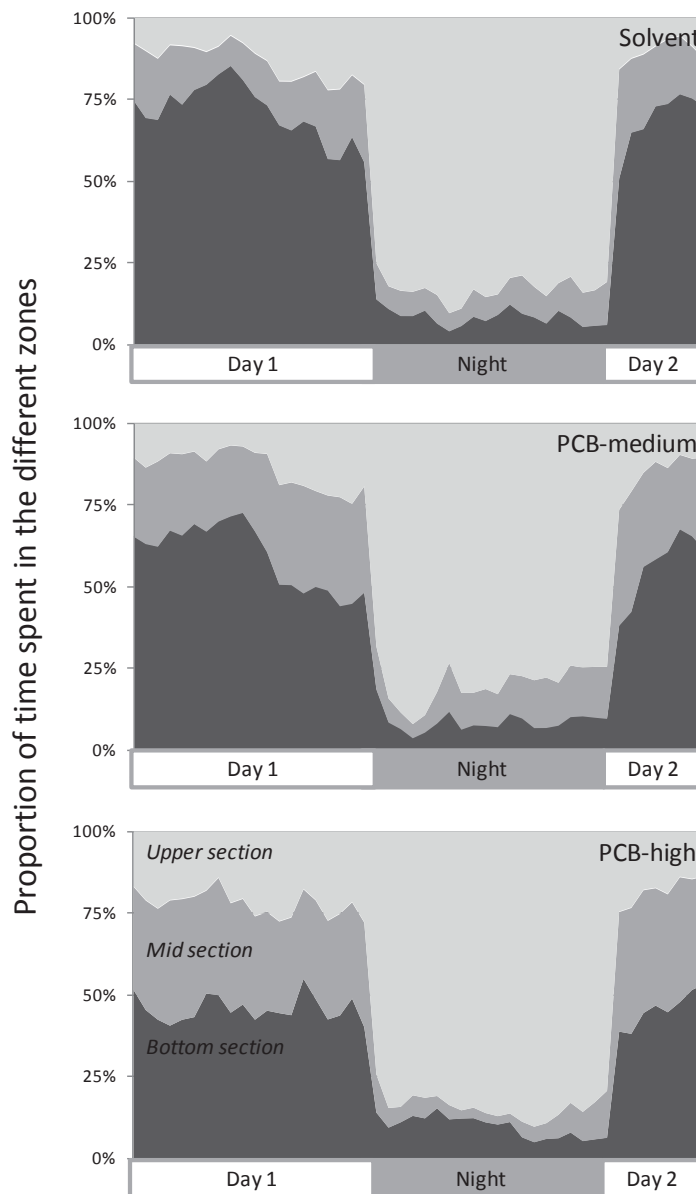 Proportion of time spent in the different zones
Solvent
100%
75%
50%
25%
0%
Day 1 Night Day 2
PCB-medium
100%
75%
50%
25%
0%
Day 1 Night Day 2
PCB-high
100%
75%
50%
25%
0%
Upper section
Mid section
Bottom section
Day 1 Night Day 2